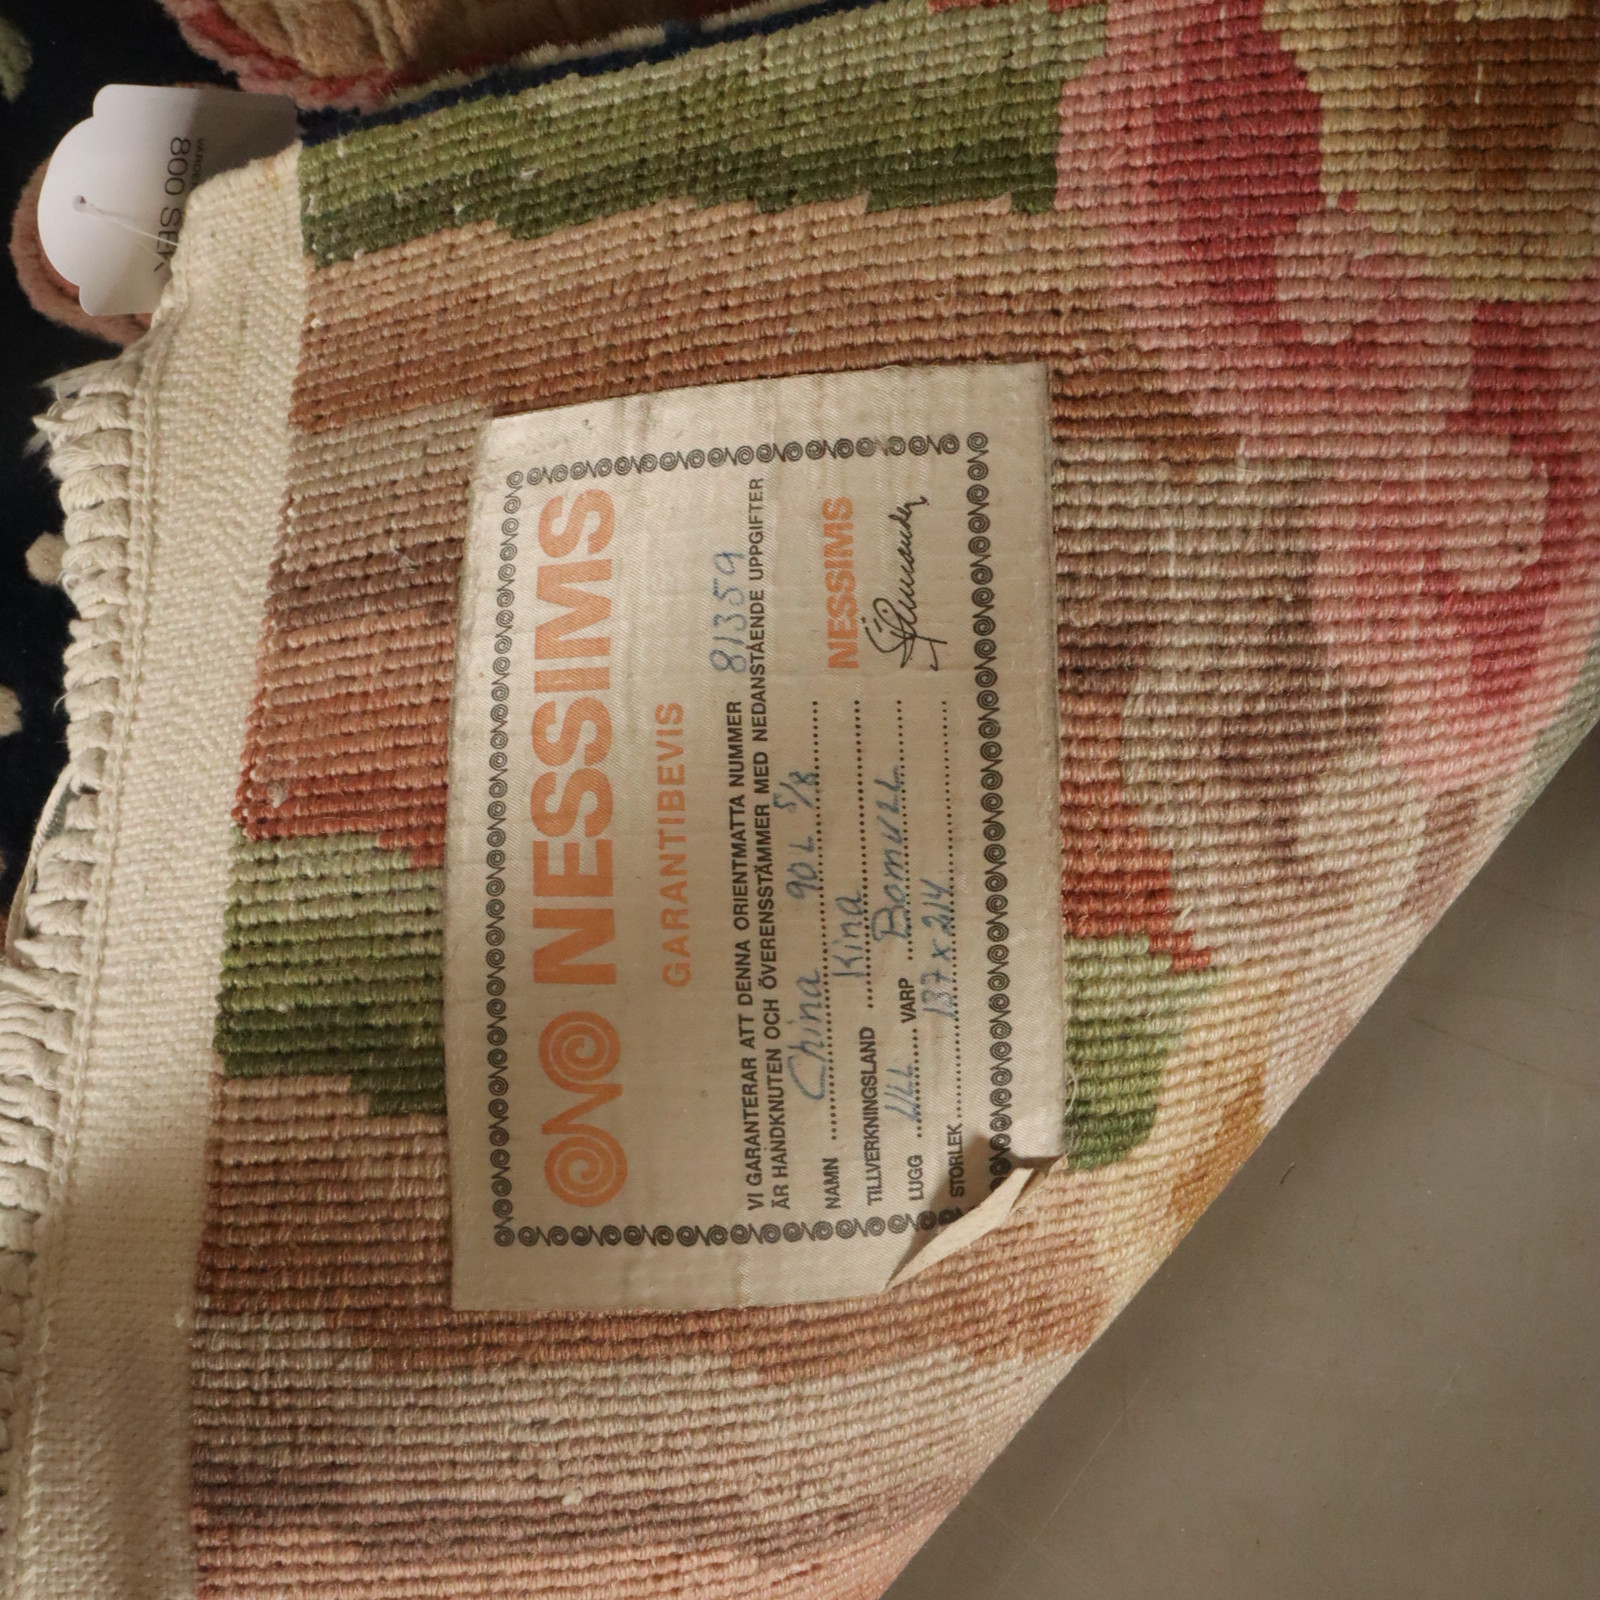 NESSIMS
GARANTIBEVIS
VI GARANTERAR ATT DENNA ORIENTMATTA NUMMER 81359
ÄR HANDKNUTEN OCH ÖVERENSSTÄMMER MED NEDANSTÅENDE UPPGIFTER
NAMN China 90 L 5/8
TILLVERKNINGSLAND Kina
LUGG ULL VARP Bomull
STORLEK 137 x 214
NESSIMS
800 SEK